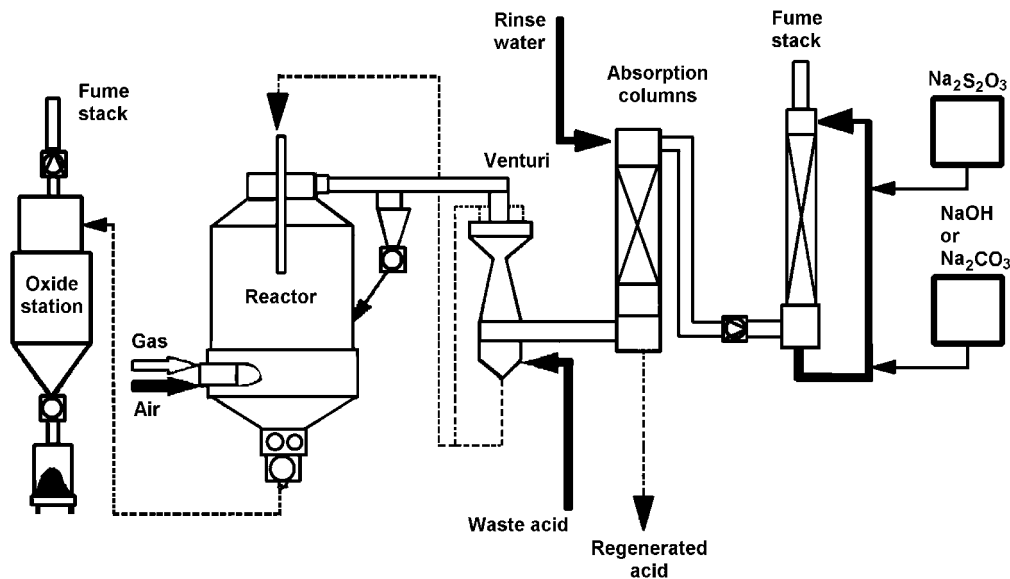 Fume
stack
Oxide
station
Gas
Air
Reactor
Venturi
Waste acid
Rinse
water
Absorption
columns
Regenerated
acid
Fume
stack
Na₂S₂O₃
NaOH
or
Na₂CO₃